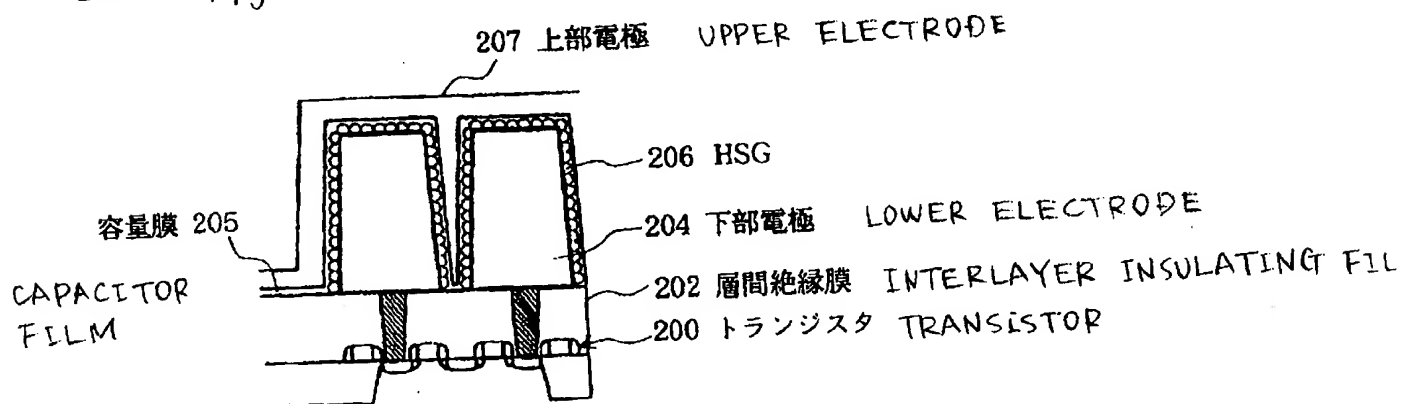 207 上部電極 UPPER ELECTRODE
206 HSG
容量膜 205
204 下部電極 LOWER ELECTRODE
202 層間絶縁膜 INTERLAYER INSULATING FIL
CAPACITOR
FILM
200 トランジスタ TRANSISTOR